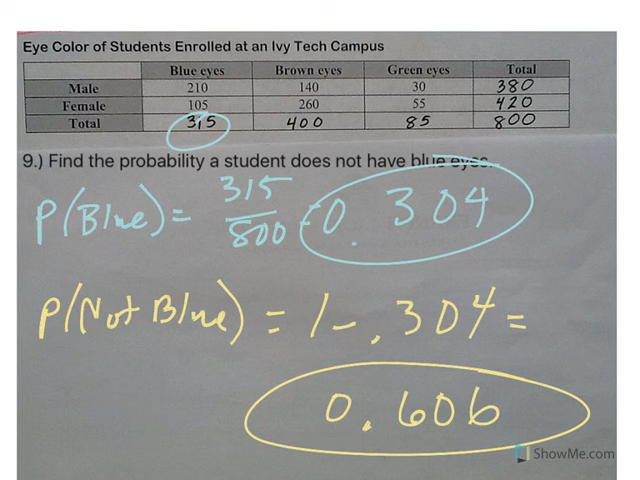 Eye Color of Students Enrolled at an Ivy Tech Campus
Blue eyes Brown eyes Green eyes Total
Male 210 140 30 380
Female 105 260 55 420
Total 315 400 85 800
9.) Find the probability a student does not have blue eyes.
P(Blue) = 315/800 = 0.304
P(Not Blue) = 1 - .304 =
0.606
ShowMe.com